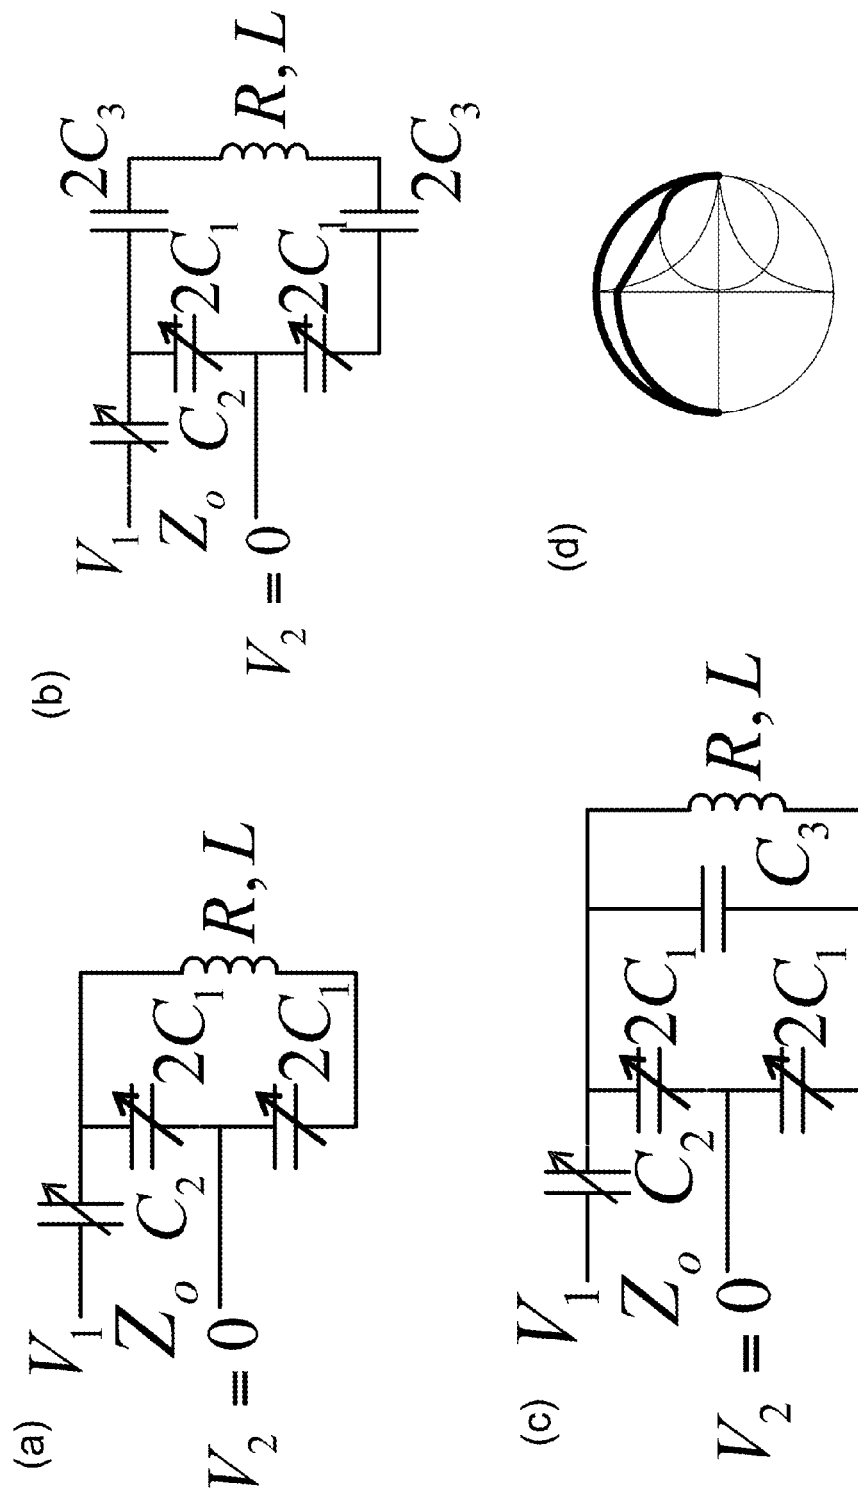 (a)
V₁
C₂
Zₒ
2C₁
2C₁
R, L
V₂ ≡ 0
(b)
V₁
C₂
Zₒ
2C₃
2C₁
2C₁
2C₃
R, L
V₂ ≡ 0
(c)
V₁
C₂
Zₒ
2C₁
2C₁
C₃
R, L
V₂ ≡ 0
(d)